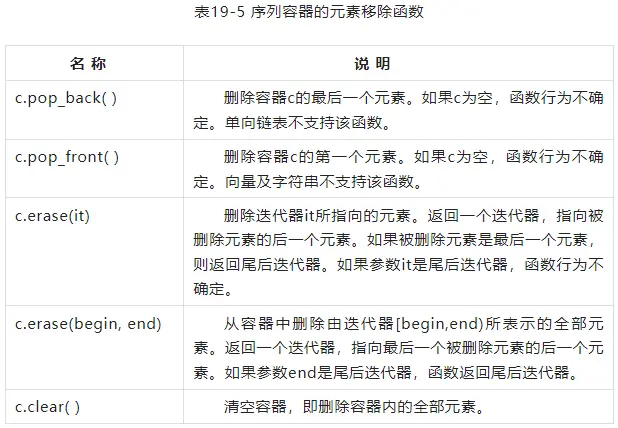 表19-5 序列容器的元素移除函数
名 称
说 明
c.pop_back( )
删除容器c的最后一个元素。如果c为空，函数行为不确
定。单向链表不支持该函数。
c.pop_front( )
删除容器c的第一个元素。如果c为空，函数行为不确
定。向量及字符串不支持该函数。
c.erase(it)
删除迭代器it所指向的元素。返回一个迭代器，指向被
删除元素的后一个元素。如果被删除元素是最后一个元素，
则返回尾后迭代器。如果参数it是尾后迭代器，函数行为不
确定。
c.erase(begin, end)
从容器中删除由迭代器[begin,end)所表示的全部元
素。返回一个迭代器，指向最后一个被删除元素的后一个元
素。如果参数end是尾后迭代器，函数返回尾后迭代器。
c.clear( )
清空容器，即删除容器内的全部元素。